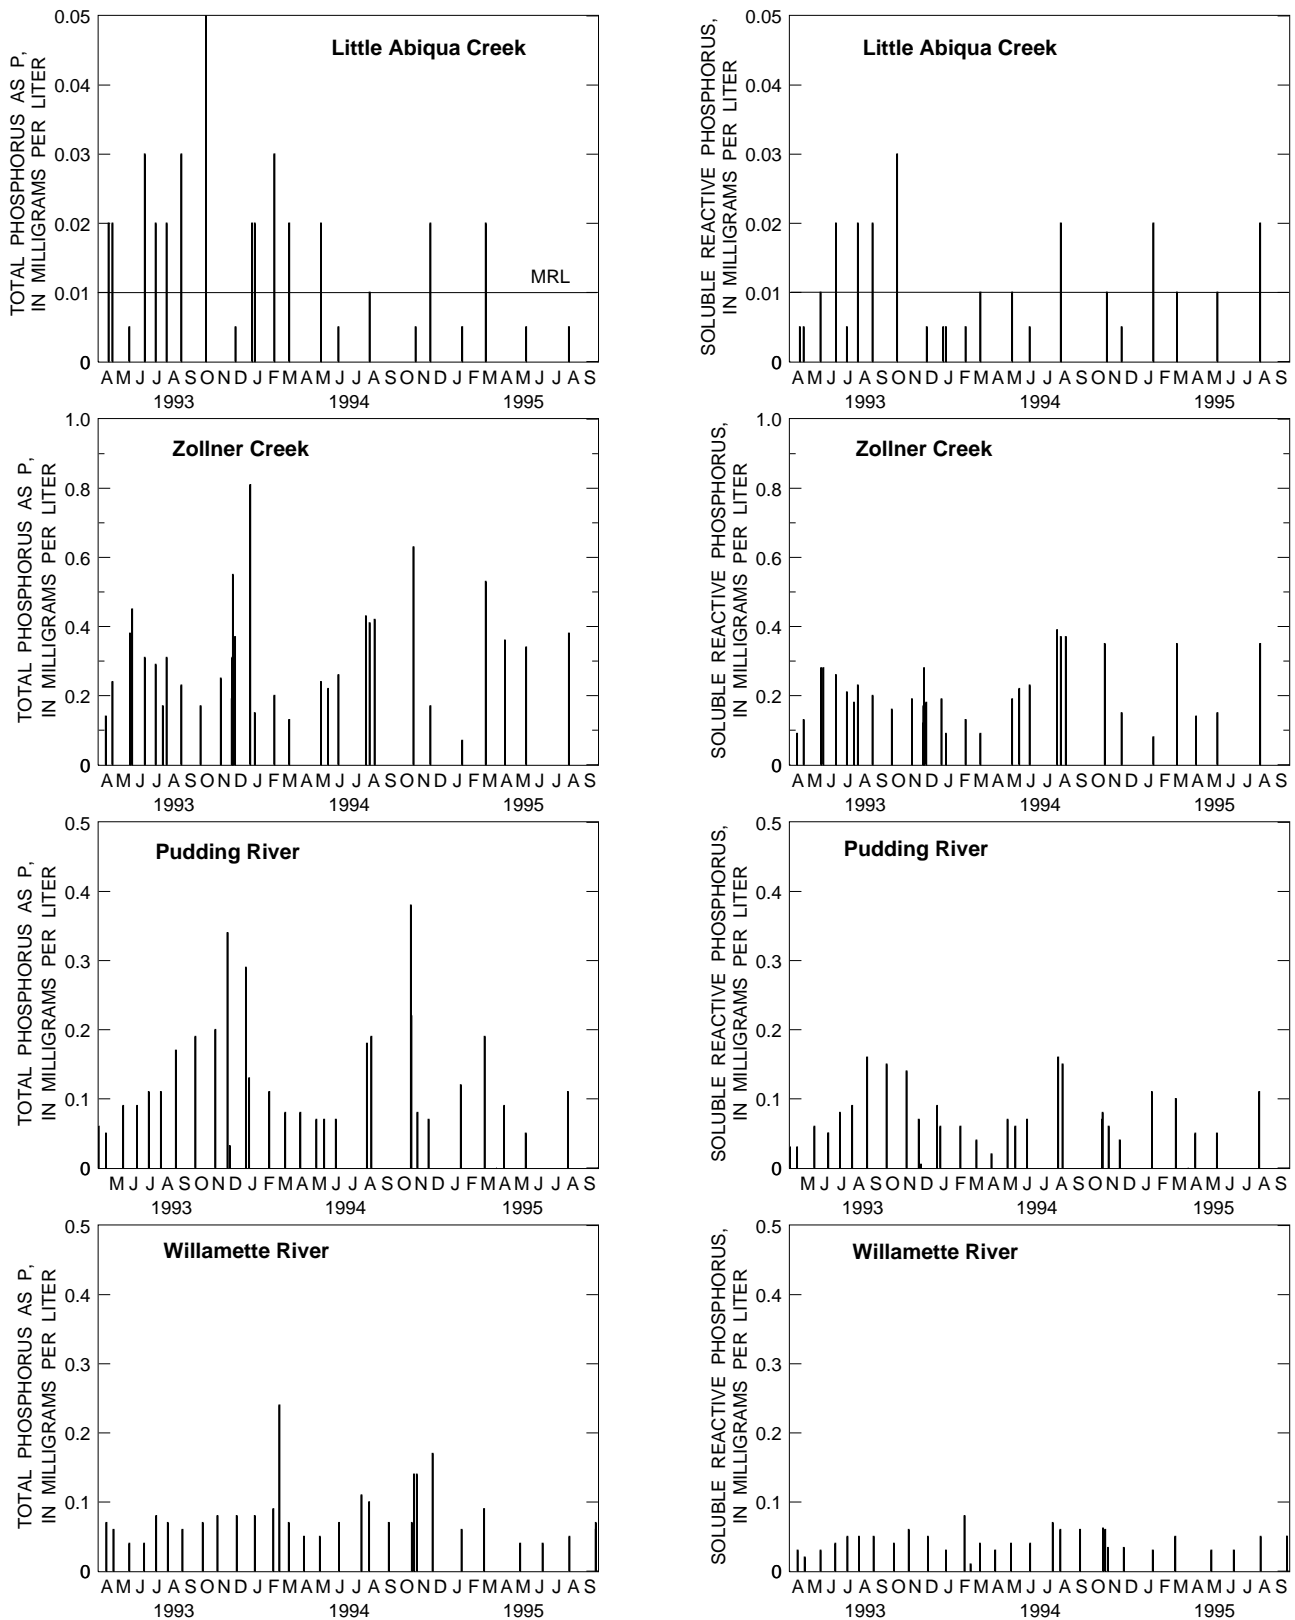 TOTAL PHOSPHORUS AS P,
IN MILLIGRAMS PER LITER
0.05
0.04
0.03
0.02
0.01
0
Little Abiqua Creek
MRL
A M J J A S O N D J F M A M J J A S O N D J F M A M J J A S
1993 1994 1995
SOLUBLE REACTIVE PHOSPHORUS,
IN MILLIGRAMS PER LITER
0.05
0.04
0.03
0.02
0.01
0
Little Abiqua Creek
A M J J A S O N D J F M A M J J A S O N D J F M A M J J A S
1993 1994 1995
TOTAL PHOSPHORUS AS P,
IN MILLIGRAMS PER LITER
1.0
0.8
0.6
0.4
0.2
0
Zollner Creek
A M J J A S O N D J F M A M J J A S O N D J F M A M J J A S
1993 1994 1995
SOLUBLE REACTIVE PHOSPHORUS,
IN MILLIGRAMS PER LITER
1.0
0.8
0.6
0.4
0.2
0
Zollner Creek
A M J J A S O N D J F M A M J J A S O N D J F M A M J J A S
1993 1994 1995
TOTAL PHOSPHORUS AS P,
IN MILLIGRAMS PER LITER
0.5
0.4
0.3
0.2
0.1
0
Pudding River
M J J A S O N D J F M A M J J A S O N D J F M A M J J A S
1993 1994 1995
SOLUBLE REACTIVE PHOSPHORUS,
IN MILLIGRAMS PER LITER
0.5
0.4
0.3
0.2
0.1
0
Pudding River
M J J A S O N D J F M A M J J A S O N D J F M A M J J A S
1993 1994 1995
TOTAL PHOSPHORUS AS P,
IN MILLIGRAMS PER LITER
0.5
0.4
0.3
0.2
0.1
0
Willamette River
A M J J A S O N D J F M A M J J A S O N D J F M A M J J A S
1993 1994 1995
SOLUBLE REACTIVE PHOSPHORUS,
IN MILLIGRAMS PER LITER
0.5
0.4
0.3
0.2
0.1
0
Willamette River
A M J J A S O N D J F M A M J J A S O N D J F M A M J J A S
1993 1994 1995